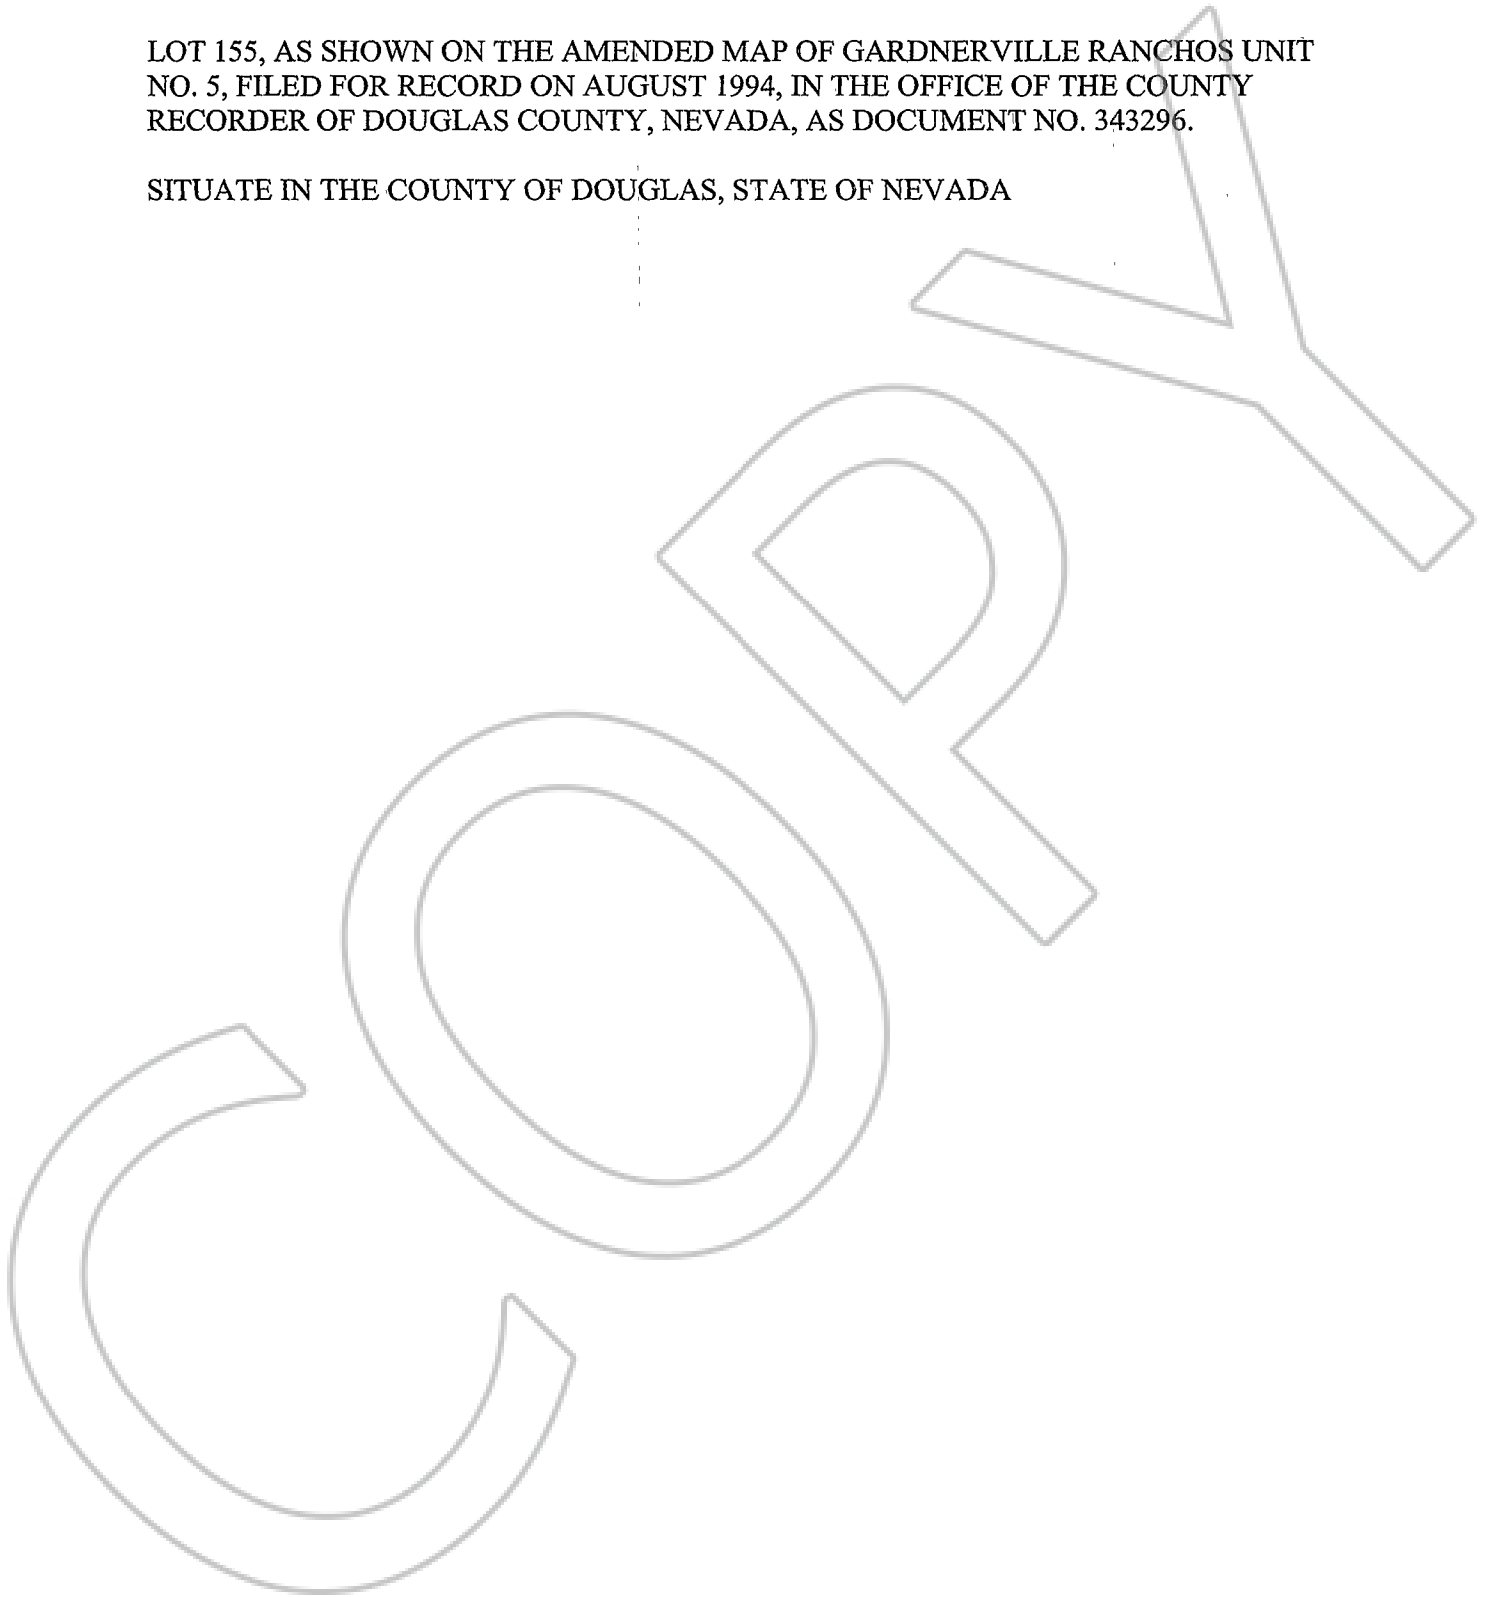 LOT 155, AS SHOWN ON THE AMENDED MAP OF GARDNERVILLE RANCHOS UNIT
NO. 5, FILED FOR RECORD ON AUGUST 1994, IN THE OFFICE OF THE COUNTY
RECORDER OF DOUGLAS COUNTY, NEVADA, AS DOCUMENT NO. 343296.
SITUATE IN THE COUNTY OF DOUGLAS, STATE OF NEVADA
COPY